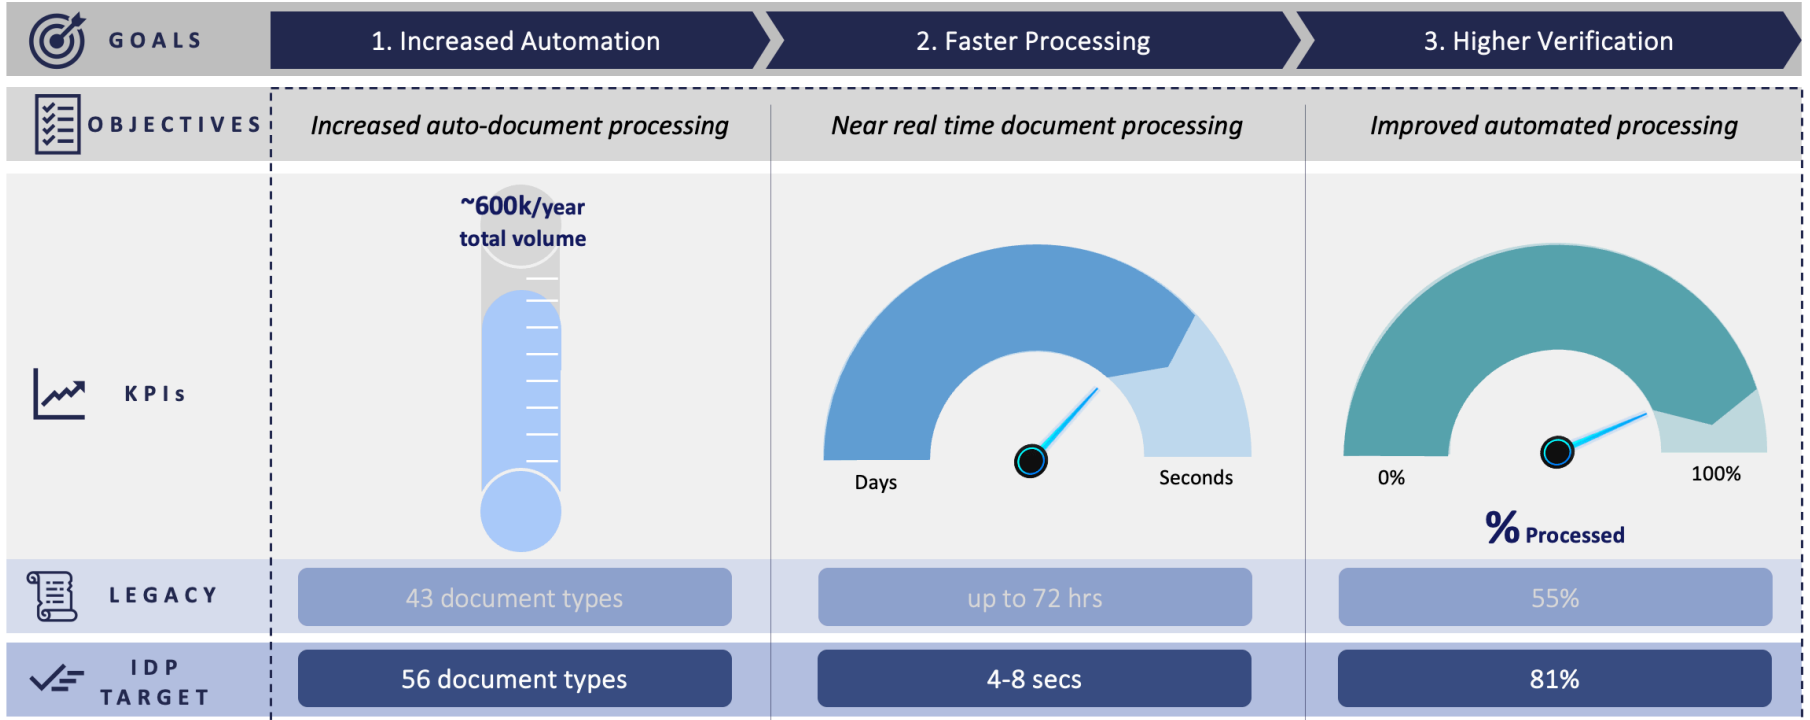 GOALS
1. Increased Automation
2. Faster Processing
3. Higher Verification
OBJECTIVES
Increased auto-document processing
Near real time document processing
Improved automated processing
KPIs
~600k/year
total volume
Days
Seconds
0%
100%
% Processed
LEGACY
43 document types
up to 72 hrs
55%
IDP
TARGET
56 document types
4-8 secs
81%